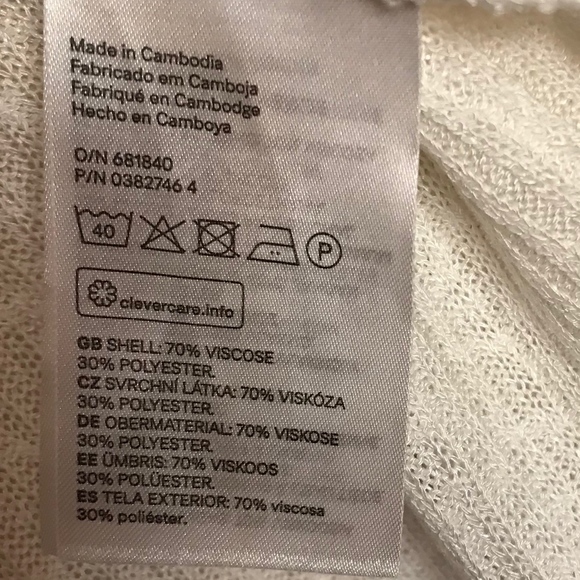 Made in Cambodia
Fabricado em Camboja
Fabriqué en Cambodge
Hecho en Camboya
O/N 681840
P/N 0382746 4
40 P
clevercare.info
GB SHELL: 70% VISCOSE
30% POLYESTER.
CZ SVRCHNÍ LÁTKA: 70% VISKÓZA
30% POLYESTER.
DE OBERMATERIAL: 70% VISKOSE
30% POLYESTER.
EE ÜMBRIS: 70% VISKOOS
30% POLÜESTER.
ES TELA EXTERIOR: 70% viscosa
30% poliéster.